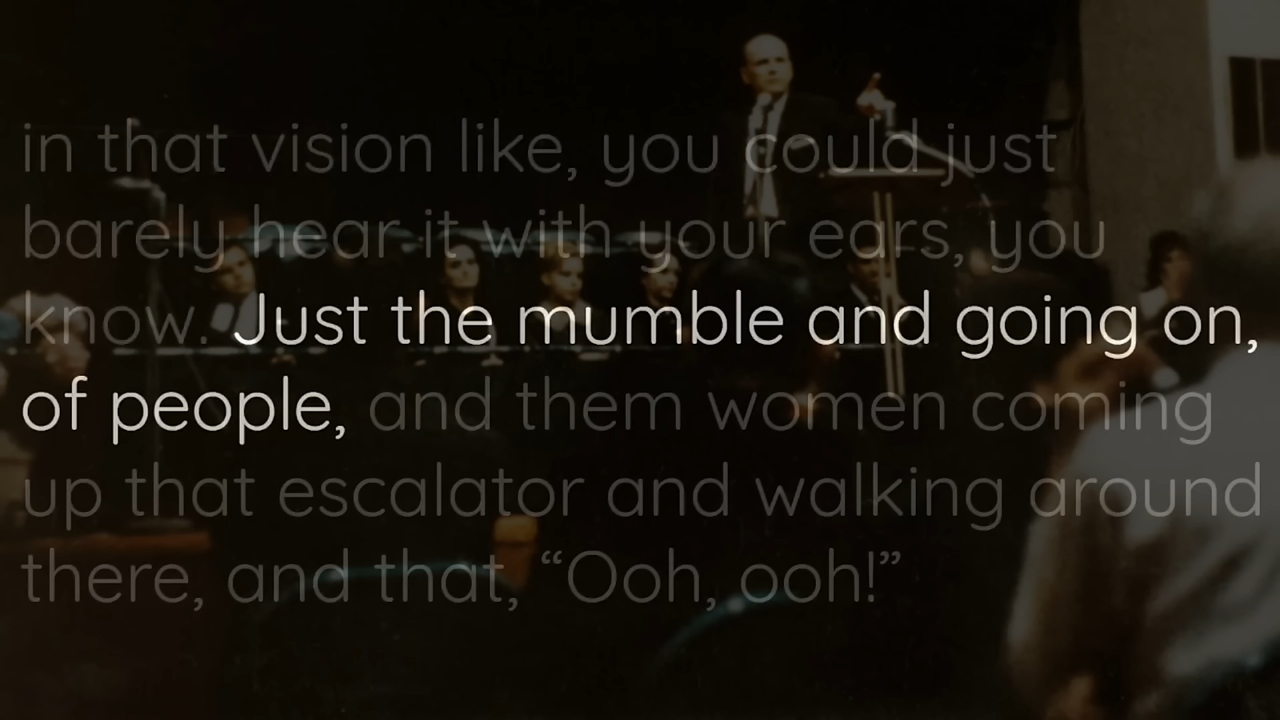 in that vision like, you could just
barely hear it with your ears, you
know. Just the mumble and going on,
of people, and them women coming
up that escalator and walking around
there, and that, “Ooh, ooh!”